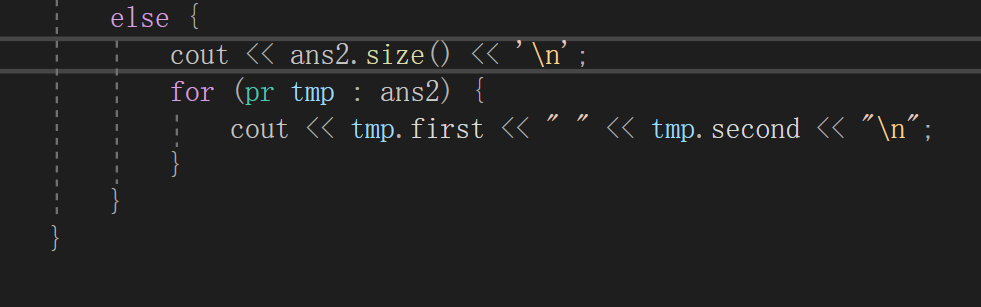 else {
cout << ans2.size() << '\n';
for (pr tmp : ans2) {
cout << tmp.first << " " << tmp.second << "\n";
}
}
}